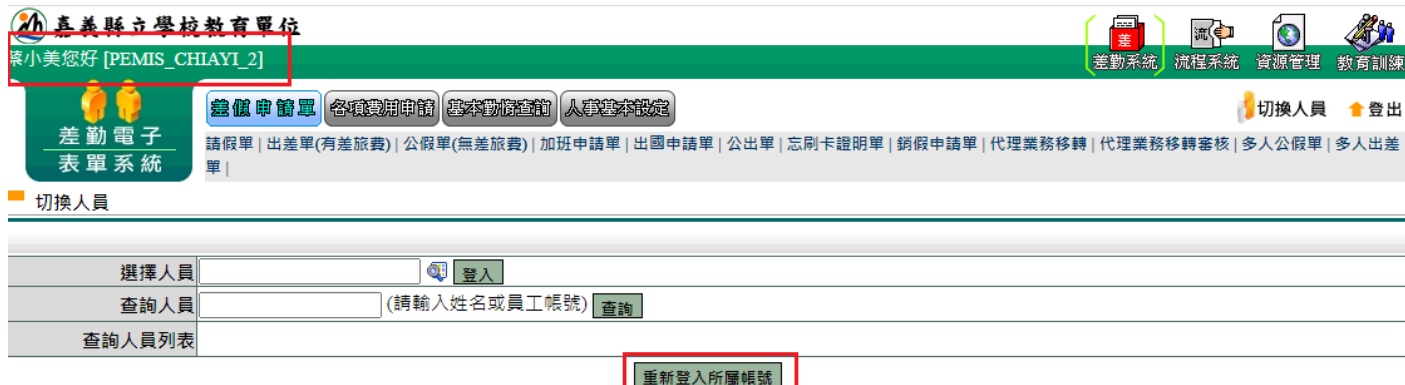 嘉義縣立學校教育單位
蔡小美您好 [PEMIS_CHIAYI_2]
差
流
差勤系統 流程系統 資源管理 教育訓練
差勤電子
表單系統
差假申請單 各項費用申請 基本勤惰查詢 人事基本設定
切換人員 登出
請假單 | 出差單(有差旅費) | 公假單(無差旅費) | 加班申請單 | 出國申請單 | 公出單 | 忘刷卡證明單 | 銷假申請單 | 代理業務移轉 | 代理業務移轉審核 | 多人公假單 | 多人出差
單 |
切換人員
選擇人員 登入
查詢人員 (請輸入姓名或員工帳號) 查詢
查詢人員列表
重新登入所屬帳號